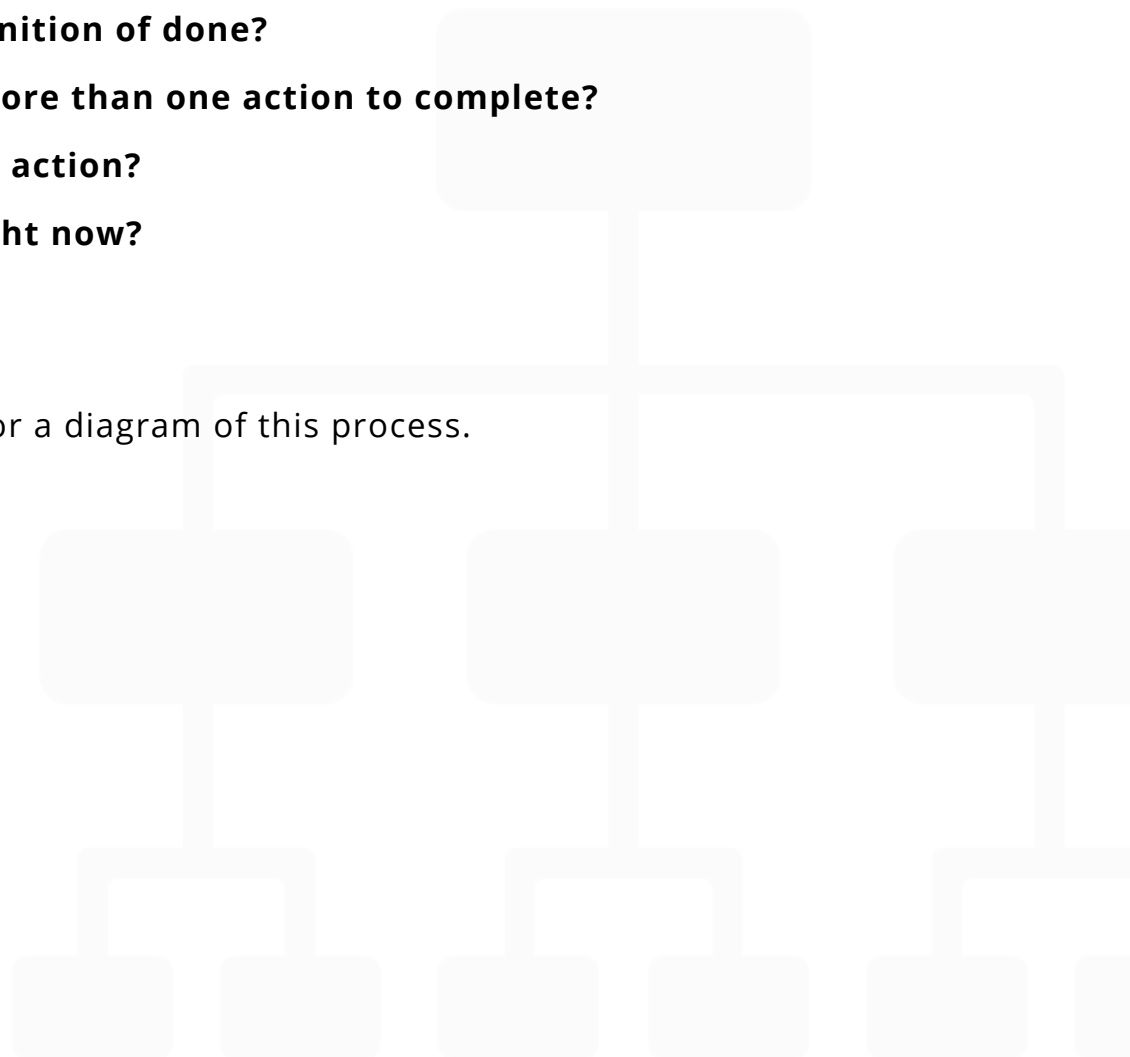 nition of done?
ore than one action to complete?
action?
ht now?
or a diagram of this process.